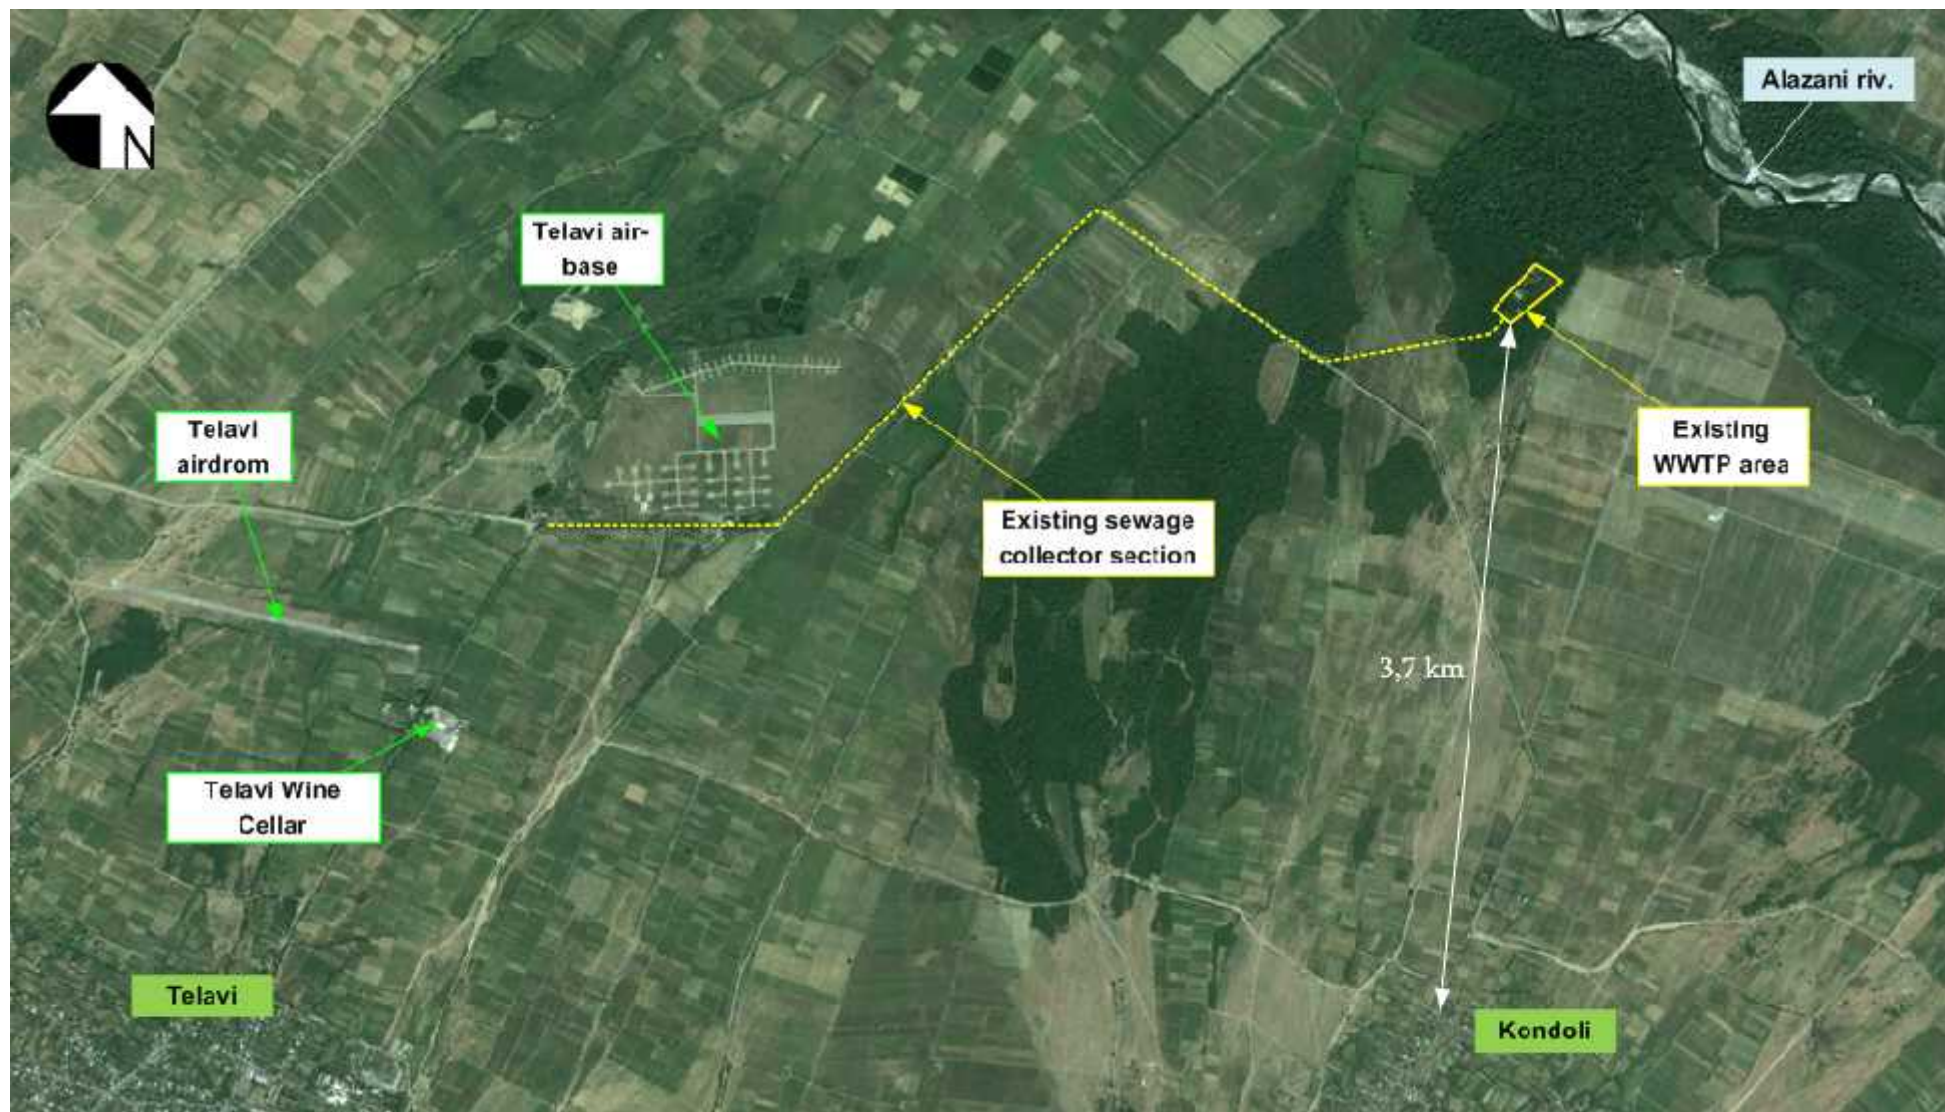 N
Alazani riv.
Telavi air-
base
Telavi
airdrom
Existing
WWTP area
Existing sewage
collector section
3,7 km
Telavi Wine
Cellar
Telavi
Kondoli